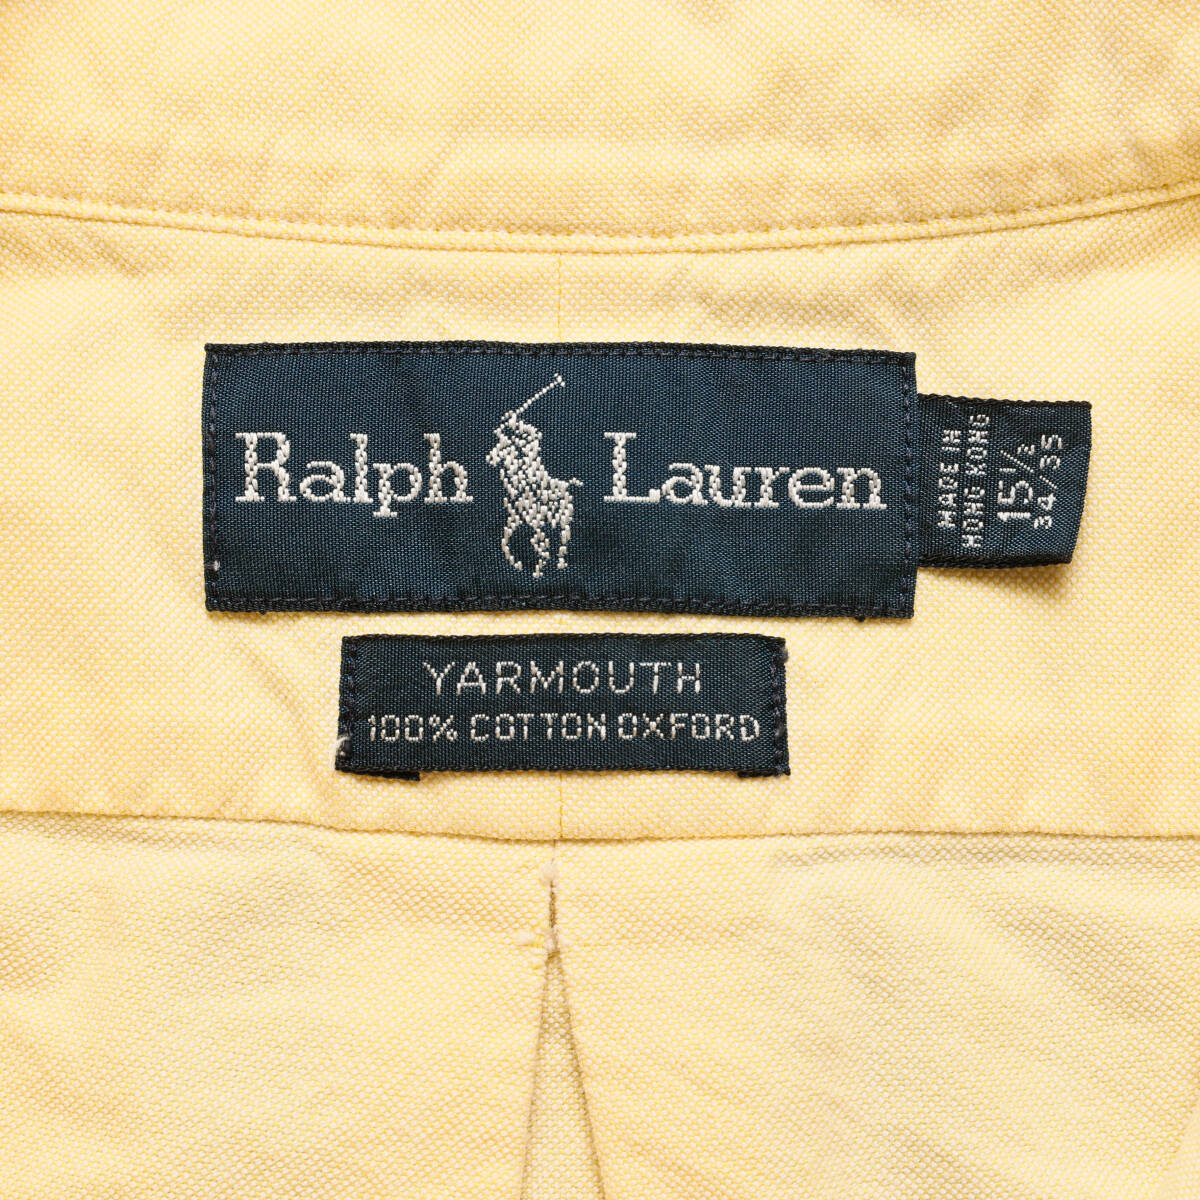 Ralph Lauren
MADE IN
HONG KONG
15 1/2
34/35
YARMOUTH
100% COTTON OXFORD